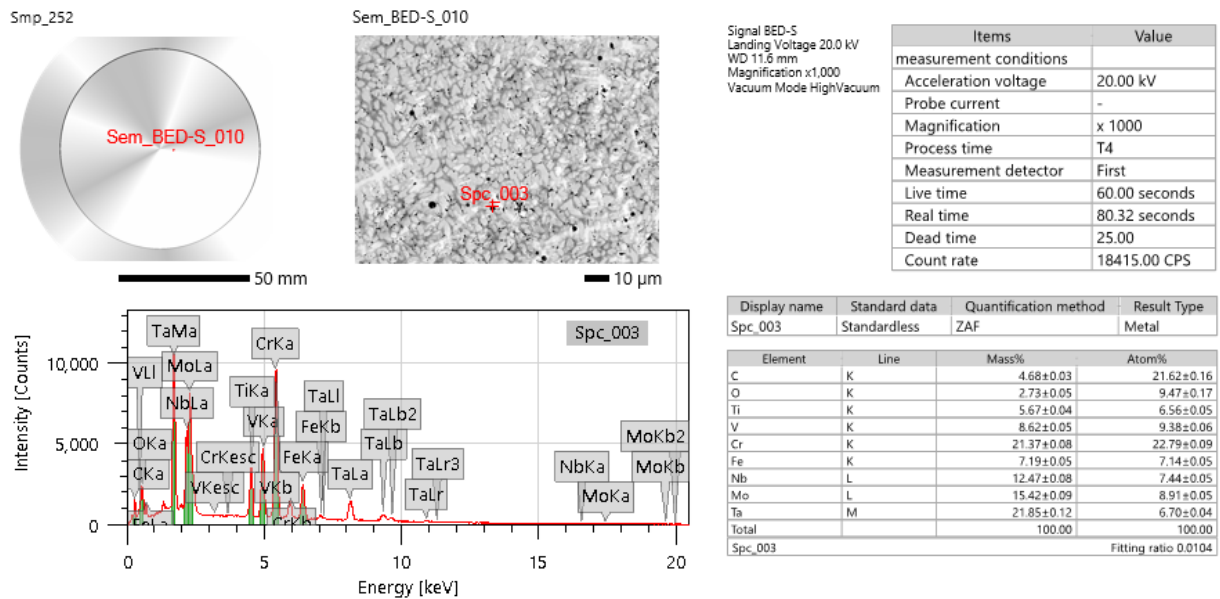 Smp_252
Sem_BED-S_010
50 mm
Sem_BED-S_010
Spc_003
10 µm
Signal BED-S
Landing Voltage 20.0 kV
WD 11.6 mm
Magnification x1,000
Vacuum Mode HighVacuum
Items Value
measurement conditions
Acceleration voltage 20.00 kV
Probe current -
Magnification x 1000
Process time T4
Measurement detector First
Live time 60.00 seconds
Real time 80.32 seconds
Dead time 25.00
Count rate 18415.00 CPS
Intensity [Counts]
10,000
5,000
0
Spc_003
TaMa
CrKa
VLl
MoLa
TiKa
TaLl
NbLa
VKa
FeKb
TaLb2
OKa
CrKesc
FeKa
TaLb
MoKb2
CKa
VKesc
VKb
TaLa
TaLr3
NbKa
MoKb
TaLr
MoKa
FeLa
CrKb
0 5 10 15 20
Energy [keV]
Display name Standard data Quantification method Result Type
Spc_003 Standardless ZAF Metal
Element Line Mass% Atom%
C K 4.68±0.03 21.62±0.16
O K 2.73±0.05 9.47±0.17
Ti K 5.67±0.04 6.56±0.05
V K 8.62±0.05 9.38±0.06
Cr K 21.37±0.08 22.79±0.09
Fe K 7.19±0.05 7.14±0.05
Nb L 12.47±0.08 7.44±0.05
Mo L 15.42±0.09 8.91±0.05
Ta M 21.85±0.12 6.70±0.04
Total 100.00 100.00
Spc_003 Fitting ratio 0.0104